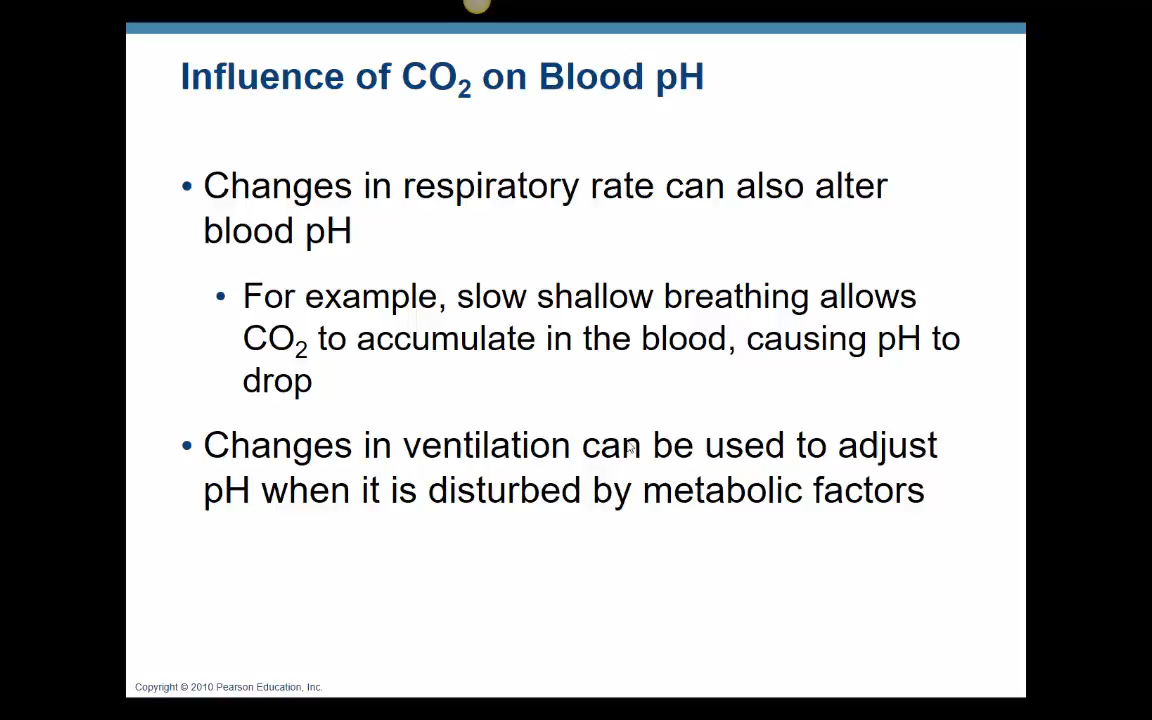 Influence of CO₂ on Blood pH
• Changes in respiratory rate can also alter
blood pH
• For example, slow shallow breathing allows
CO₂ to accumulate in the blood, causing pH to
drop
• Changes in ventilation can be used to adjust
pH when it is disturbed by metabolic factors
Copyright © 2010 Pearson Education, Inc.